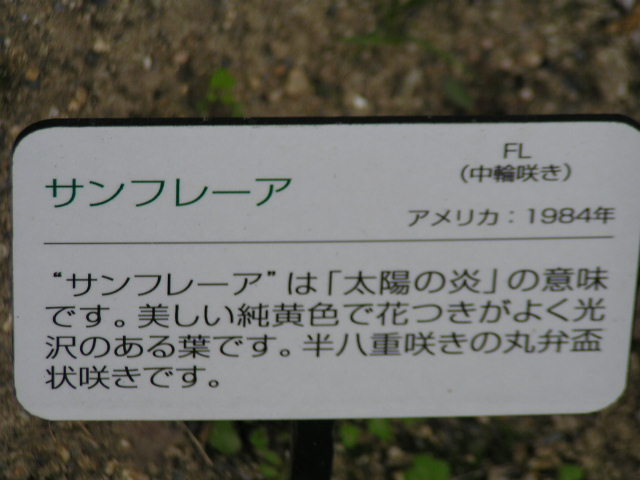 サンフレーア
FL
（中輪咲き）
アメリカ：1984年
“サンフレーア”は「太陽の炎」の意味
です。美しい純黄色で花つきがよく光
沢のある葉です。半八重咲きの丸弁盃
状咲きです。